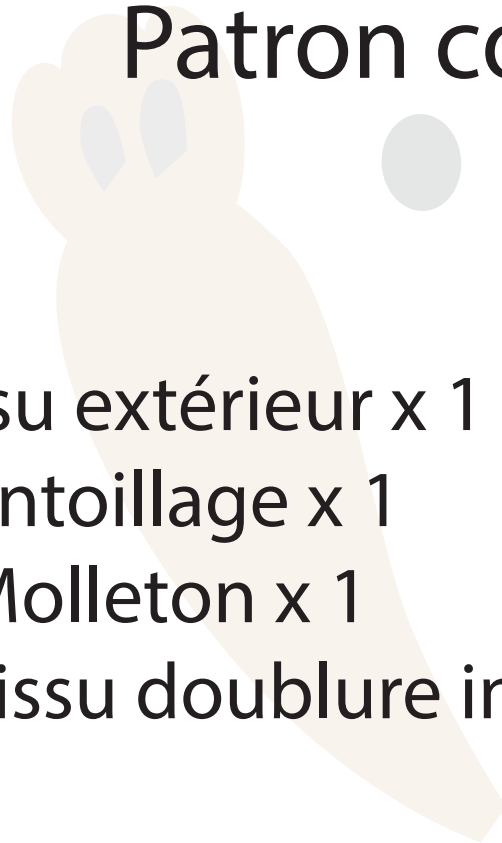 Patron co
su extérieur x 1
ntoillage x 1
Molleton x 1
issu doublure in